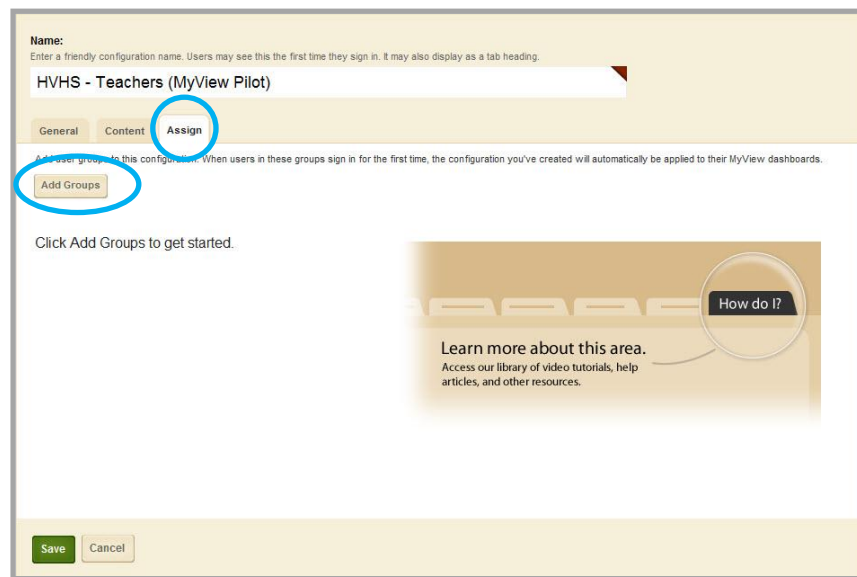 Name:
Enter a friendly configuration name. Users may see this the first time they sign in. It may also display as a tab heading.
HVHS - Teachers (MyView Pilot)
General Content Assign
Add user groups to this configuration. When users in these groups sign in for the first time, the configuration you've created will automatically be applied to their MyView dashboards.
Add Groups
Click Add Groups to get started.
How do I?
Learn more about this area.
Access our library of video tutorials, help
articles, and other resources.
Save Cancel